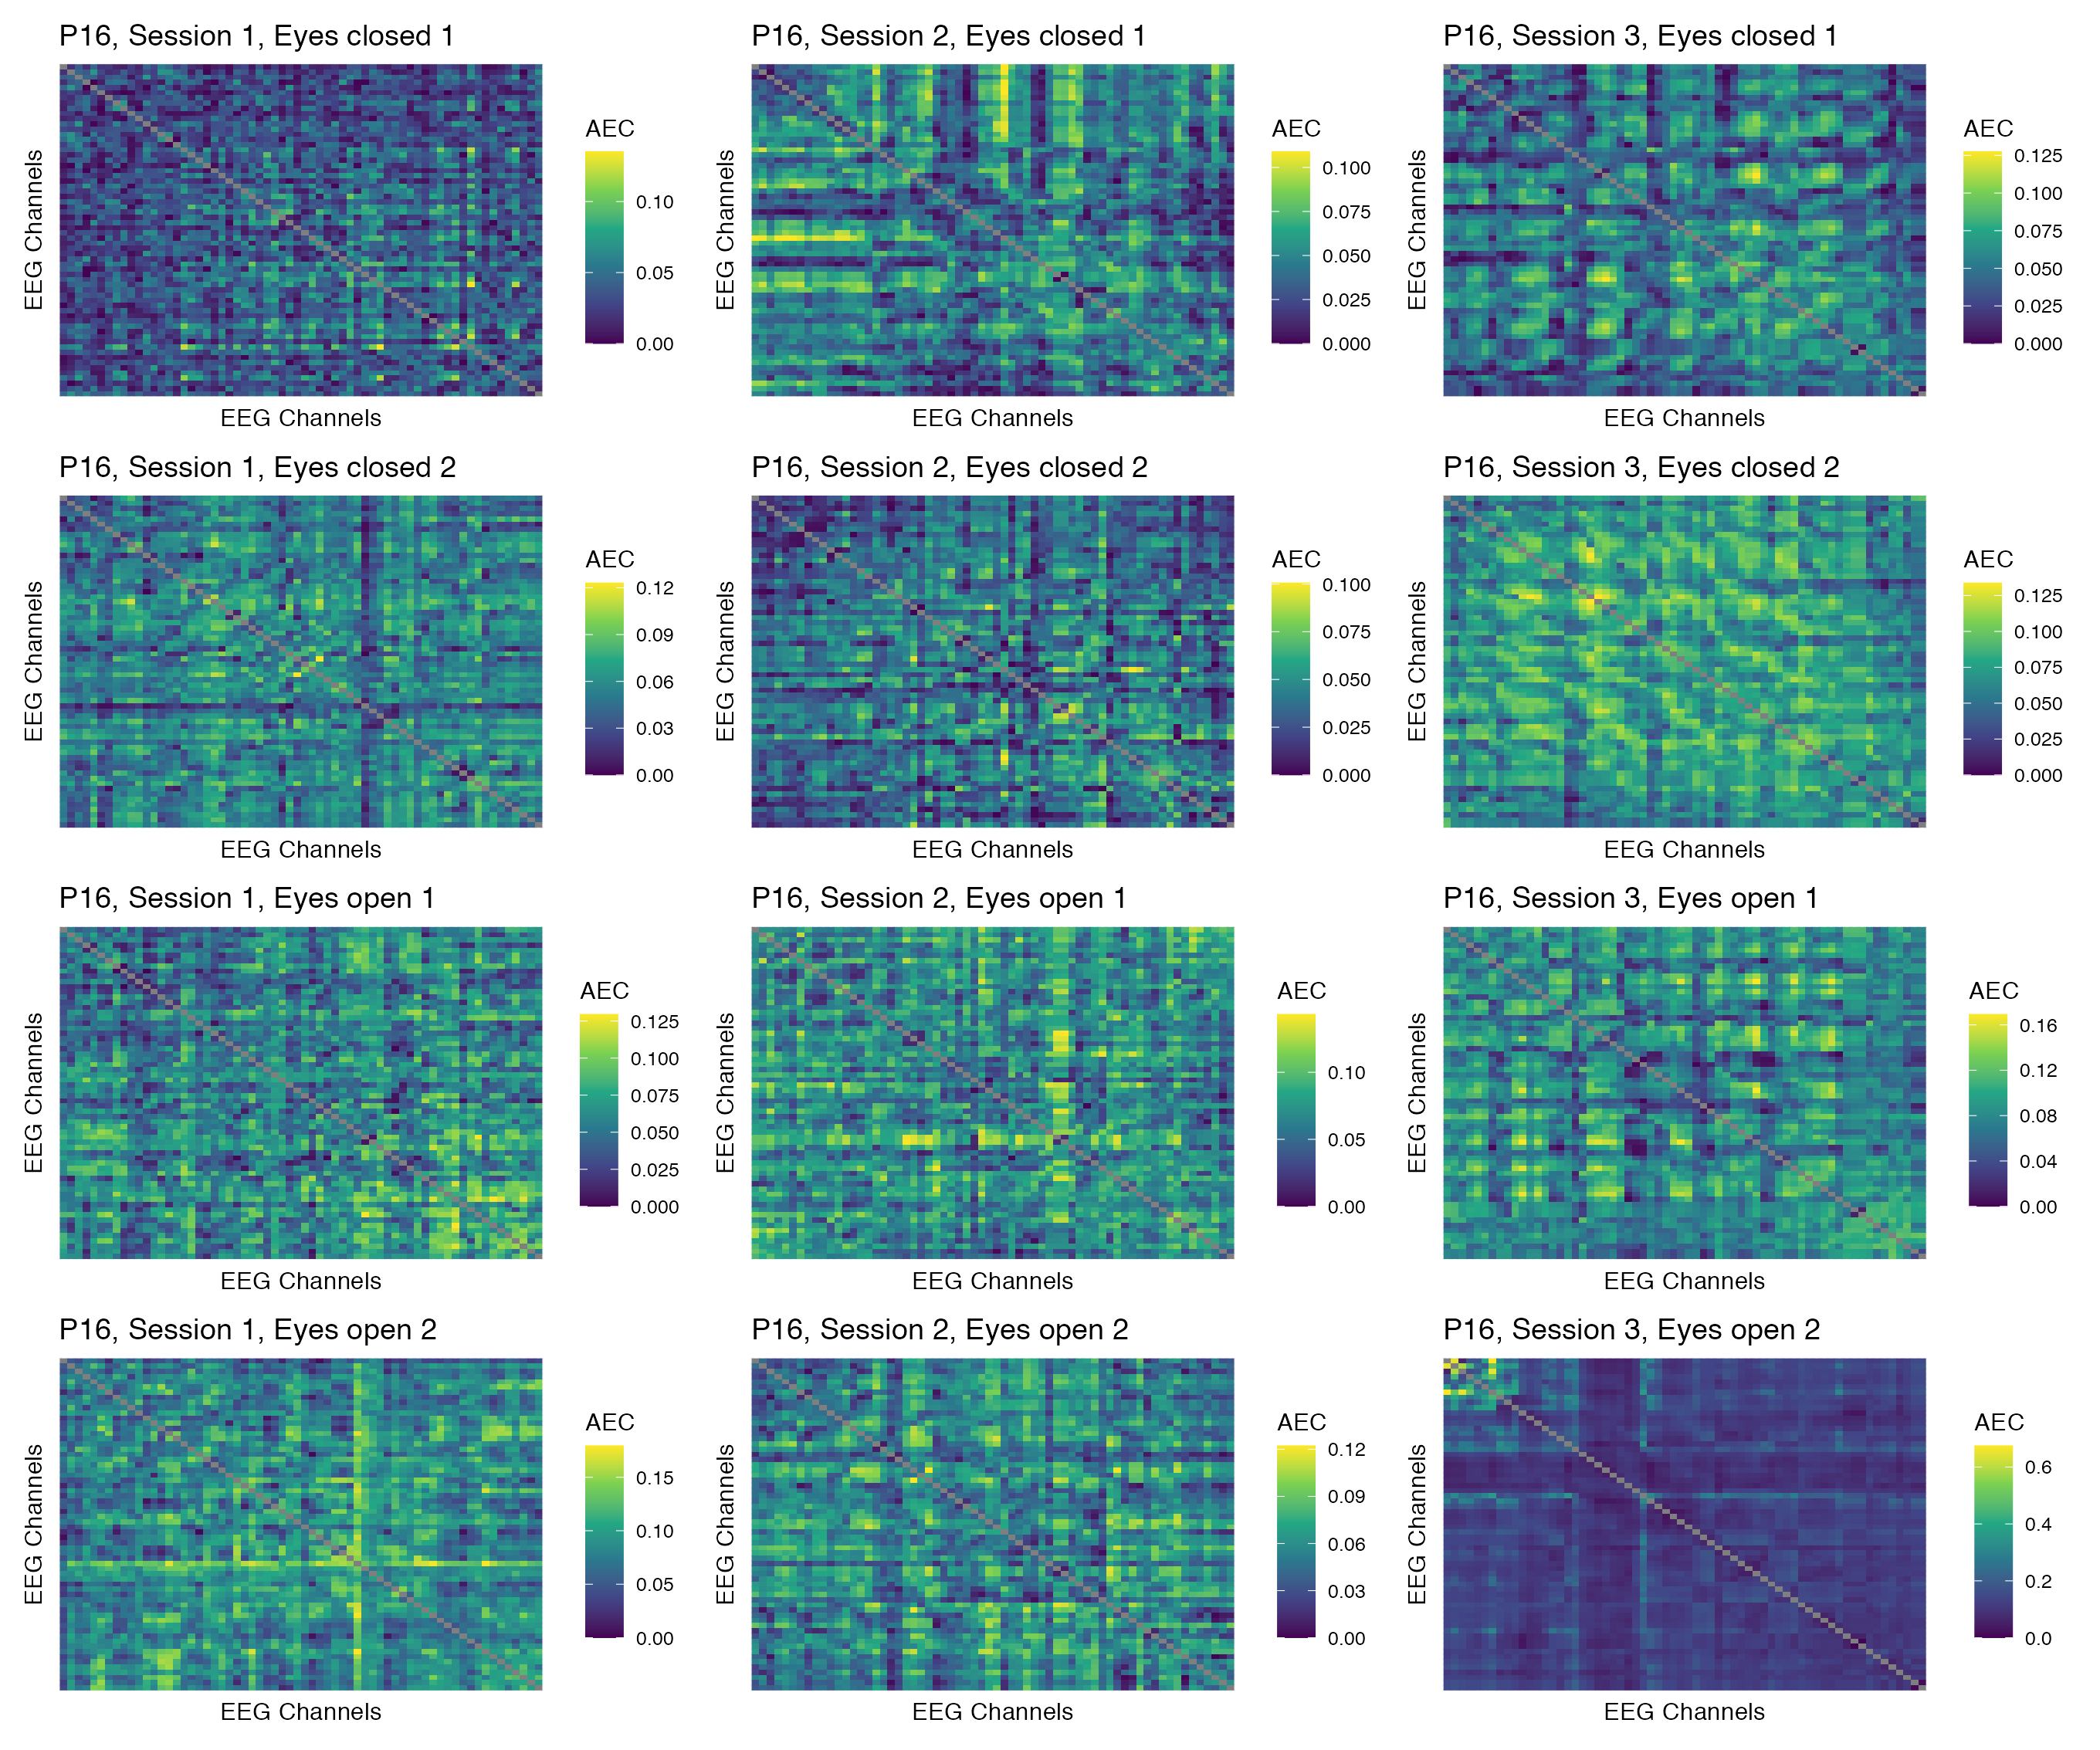 P16, Session 1, Eyes closed 1
EEG Channels
EEG Channels
AEC
0.10
0.05
0.00
P16, Session 2, Eyes closed 1
EEG Channels
EEG Channels
AEC
0.100
0.075
0.050
0.025
0.000
P16, Session 3, Eyes closed 1
EEG Channels
EEG Channels
AEC
0.125
0.100
0.075
0.050
0.025
0.000
P16, Session 1, Eyes closed 2
EEG Channels
EEG Channels
AEC
0.12
0.09
0.06
0.03
0.00
P16, Session 2, Eyes closed 2
EEG Channels
EEG Channels
AEC
0.100
0.075
0.050
0.025
0.000
P16, Session 3, Eyes closed 2
EEG Channels
EEG Channels
AEC
0.125
0.100
0.075
0.050
0.025
0.000
P16, Session 1, Eyes open 1
EEG Channels
EEG Channels
AEC
0.125
0.100
0.075
0.050
0.025
0.000
P16, Session 2, Eyes open 1
EEG Channels
EEG Channels
AEC
0.10
0.05
0.00
P16, Session 3, Eyes open 1
EEG Channels
EEG Channels
AEC
0.16
0.12
0.08
0.04
0.00
P16, Session 1, Eyes open 2
EEG Channels
EEG Channels
AEC
0.15
0.10
0.05
0.00
P16, Session 2, Eyes open 2
EEG Channels
EEG Channels
AEC
0.12
0.09
0.06
0.03
0.00
P16, Session 3, Eyes open 2
EEG Channels
EEG Channels
AEC
0.6
0.4
0.2
0.0